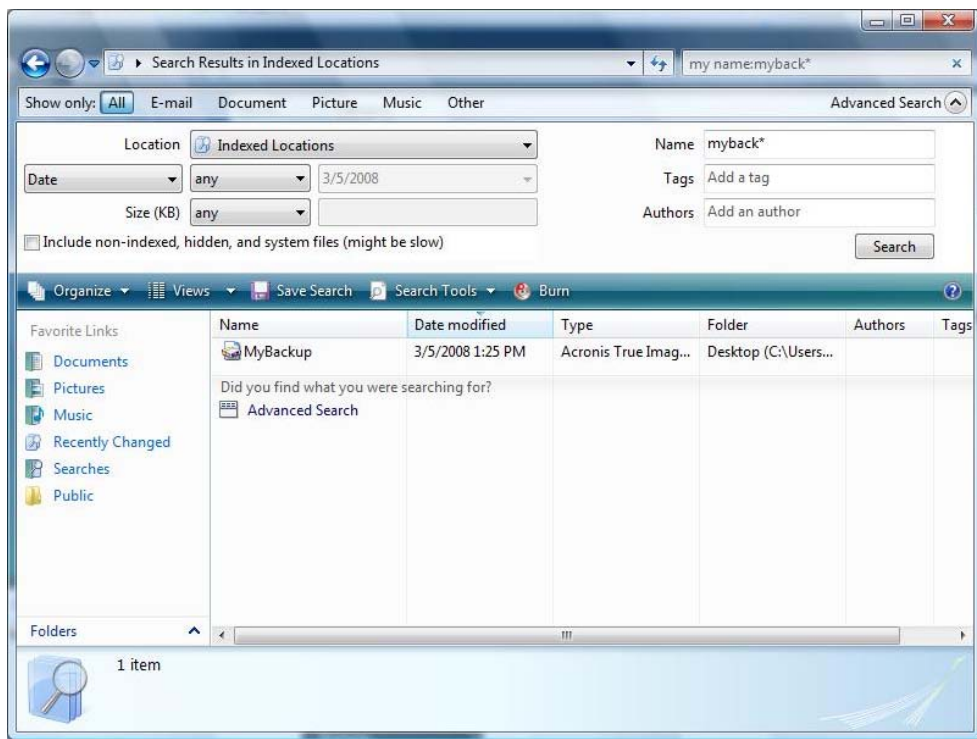 Search Results in Indexed Locations
my name:myback*
Show only: All E-mail Document Picture Music Other Advanced Search
Location Indexed Locations Name myback*
Date any 3/5/2008 Tags Add a tag
Size (KB) any Authors Add an author
Include non-indexed, hidden, and system files (might be slow) Search
Organize Views Save Search Search Tools Burn ?
Favorite Links
Documents
Pictures
Music
Recently Changed
Searches
Public
Folders
Name Date modified Type Folder Authors Tags
MyBackup 3/5/2008 1:25 PM Acronis True Imag... Desktop (C:\Users...
Did you find what you were searching for?
Advanced Search
1 item